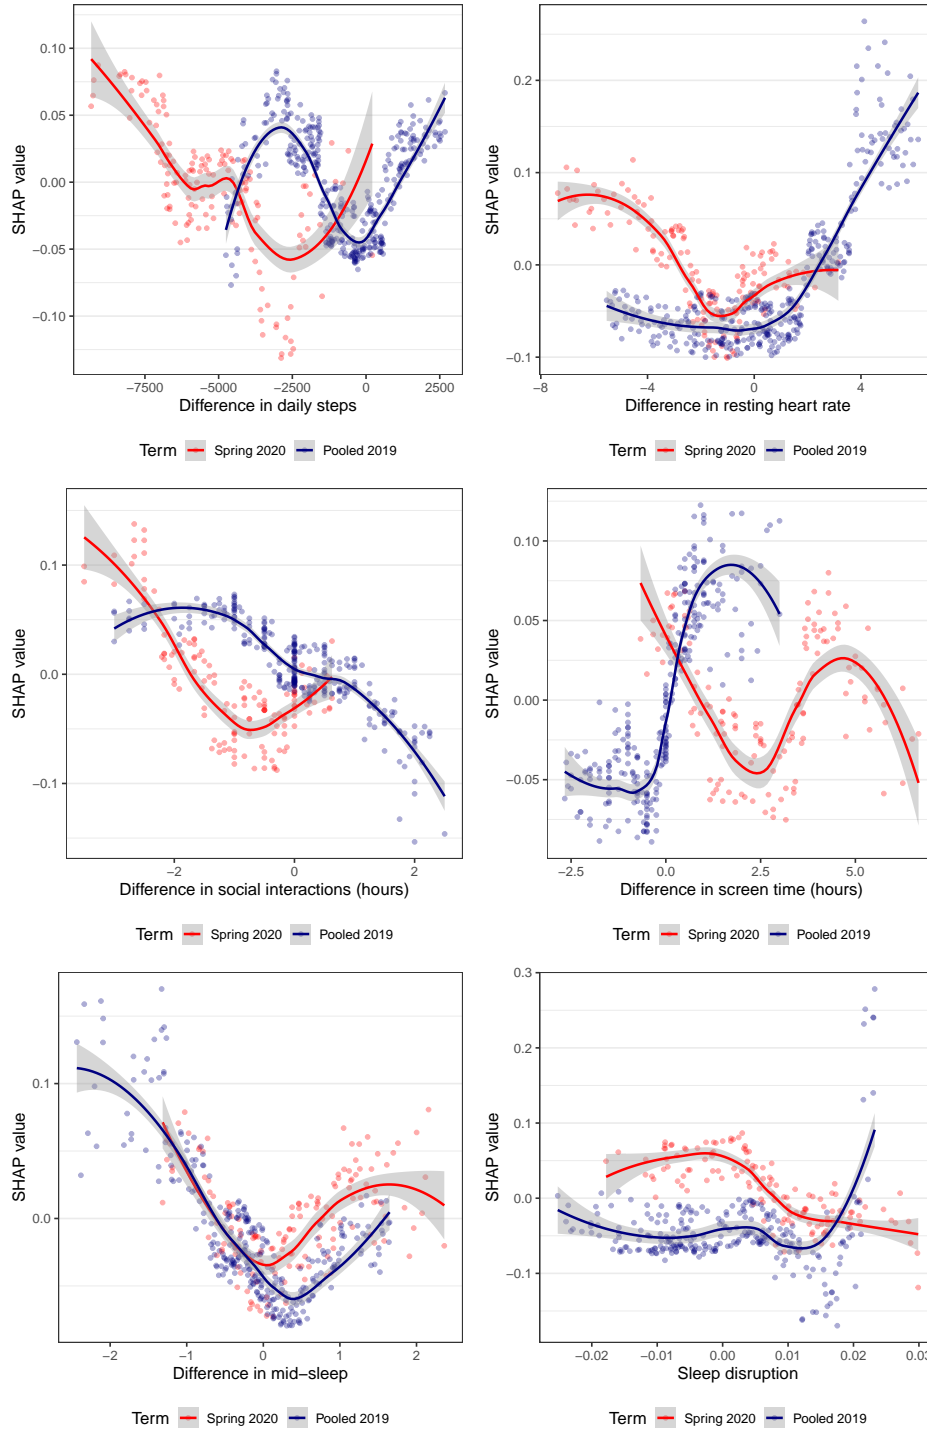 0.10
0.05
0.00
−0.05
−0.10
SHAP value
−7500 −5000 −2500 0 2500
Difference in daily steps
Term Spring 2020 Pooled 2019
0.2
0.1
0.0
−0.1
SHAP value
−8 −4 0 4
Difference in resting heart rate
Term Spring 2020 Pooled 2019
0.1
0.0
−0.1
SHAP value
−2 0 2
Difference in social interactions (hours)
Term Spring 2020 Pooled 2019
0.10
0.05
0.00
−0.05
SHAP value
−2.5 0.0 2.5 5.0
Difference in screen time (hours)
Term Spring 2020 Pooled 2019
0.1
0.0
SHAP value
−2 −1 0 1 2
Difference in mid−sleep
Term Spring 2020 Pooled 2019
0.3
0.2
0.1
0.0
−0.1
SHAP value
−0.02 −0.01 0.00 0.01 0.02 0.03
Sleep disruption
Term Spring 2020 Pooled 2019